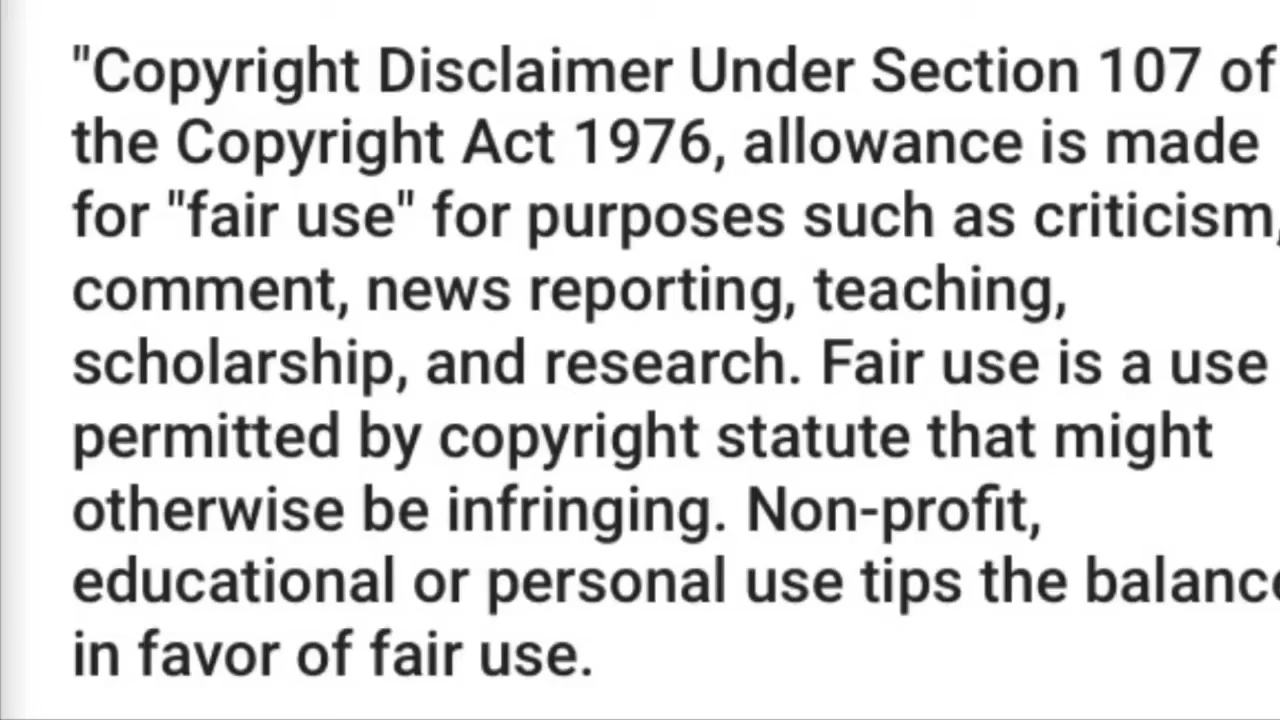 "Copyright Disclaimer Under Section 107 of
the Copyright Act 1976, allowance is made
for "fair use" for purposes such as criticism,
comment, news reporting, teaching,
scholarship, and research. Fair use is a use
permitted by copyright statute that might
otherwise be infringing. Non-profit,
educational or personal use tips the balance
in favor of fair use.